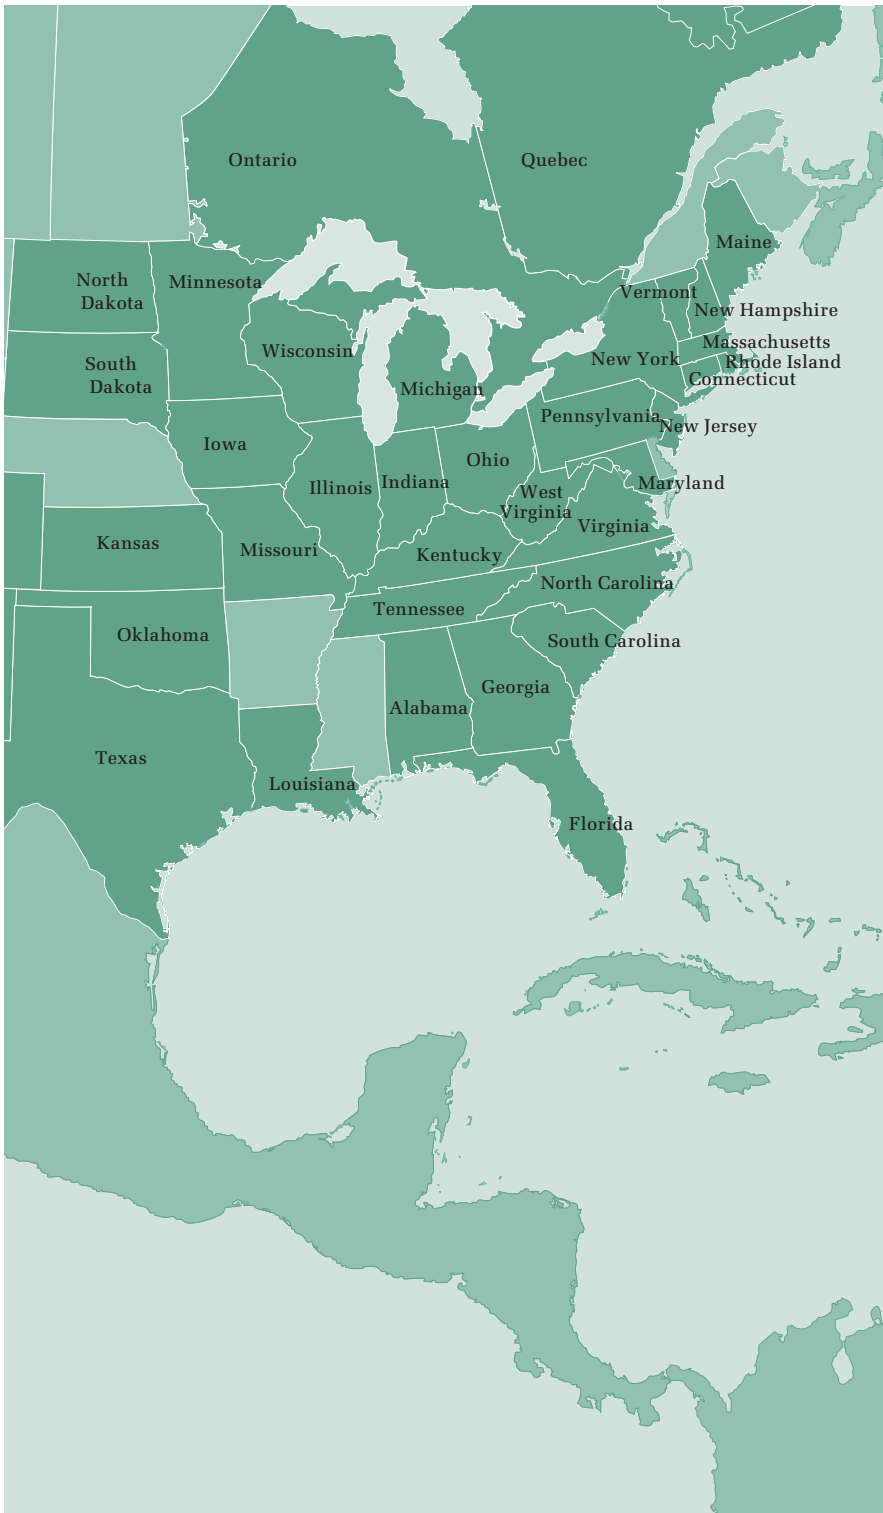 Ontario
Quebec
Maine
North
Dakota
Minnesota
Vermont
New Hampshire
Massachusetts
Wisconsin
New York
Rhode Island
South
Dakota
Michigan
Connecticut
Pennsylvania
New Jersey
Iowa
Ohio
Illinois
Indiana
Maryland
West
Virginia
Virginia
Kansas
Missouri
Kentucky
North Carolina
Tennessee
Oklahoma
South Carolina
Georgia
Alabama
Texas
Louisiana
Florida